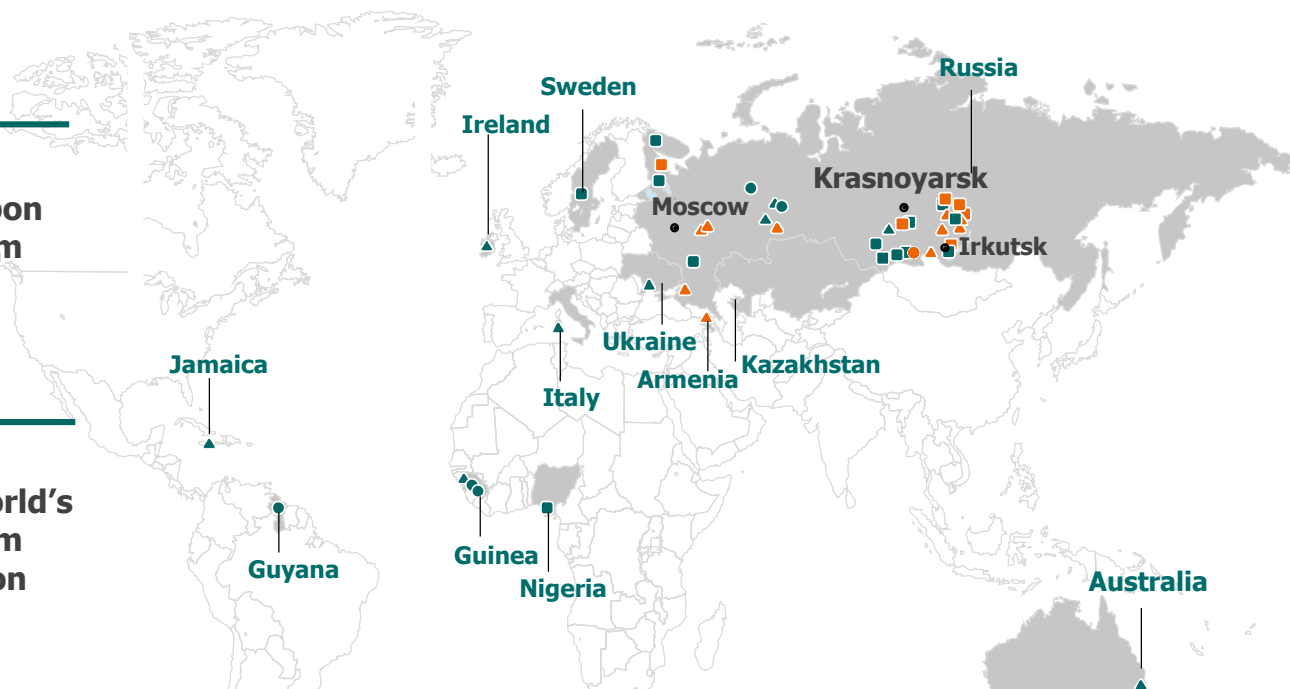 Russia
Sweden
Ireland
Krasnoyarsk
Moscow
Irkutsk
Ukraine
Kazakhstan
Armenia
Jamaica
Italy
Guinea
Nigeria
Guyana
Australia